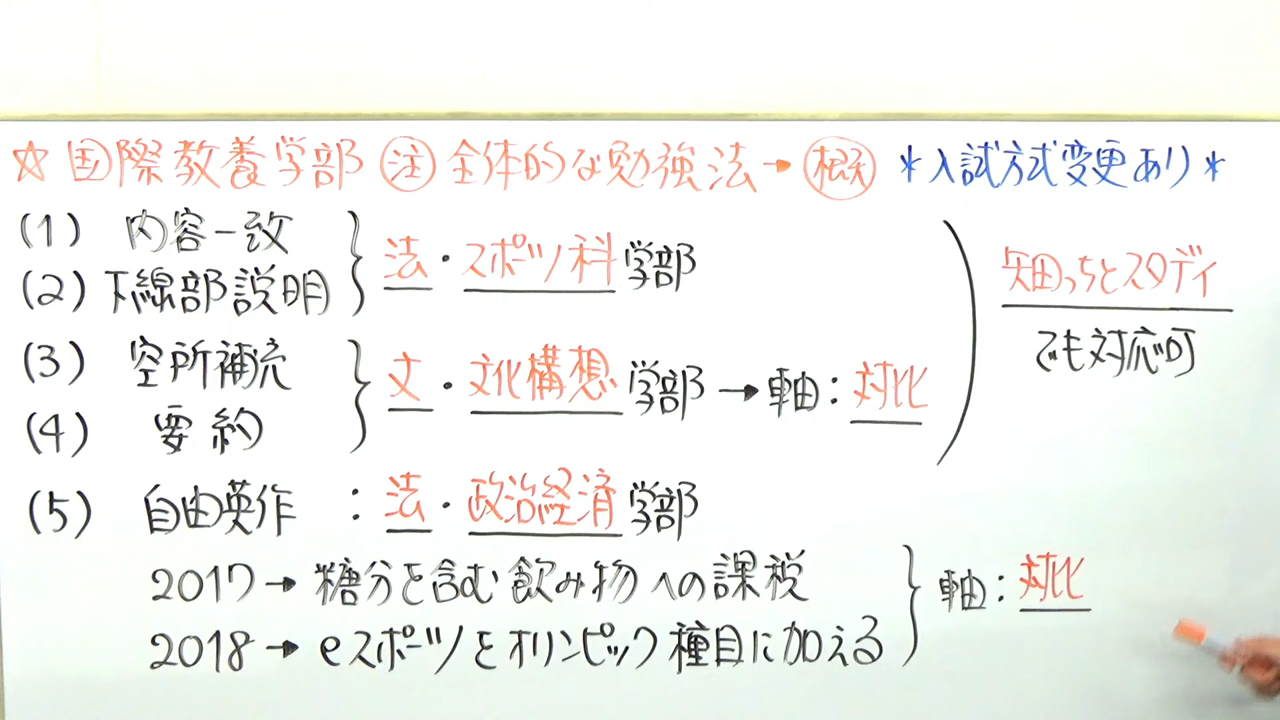 ☆ 国際教養学部 注 全体的な勉強法→概 *入試方式変更あり*
(1) 内容一致
(2) 下線部説明
法・スポーツ科学部
(3) 空所補充
(4) 要約
文・文化構想学部→軸:対比
矢田っちとスタディ
でも対応可
(5) 自由英作 : 法・政治経済学部
2017→糖分を含む飲み物への課税
2018→eスポーツをオリンピック種目に加える
軸:対比